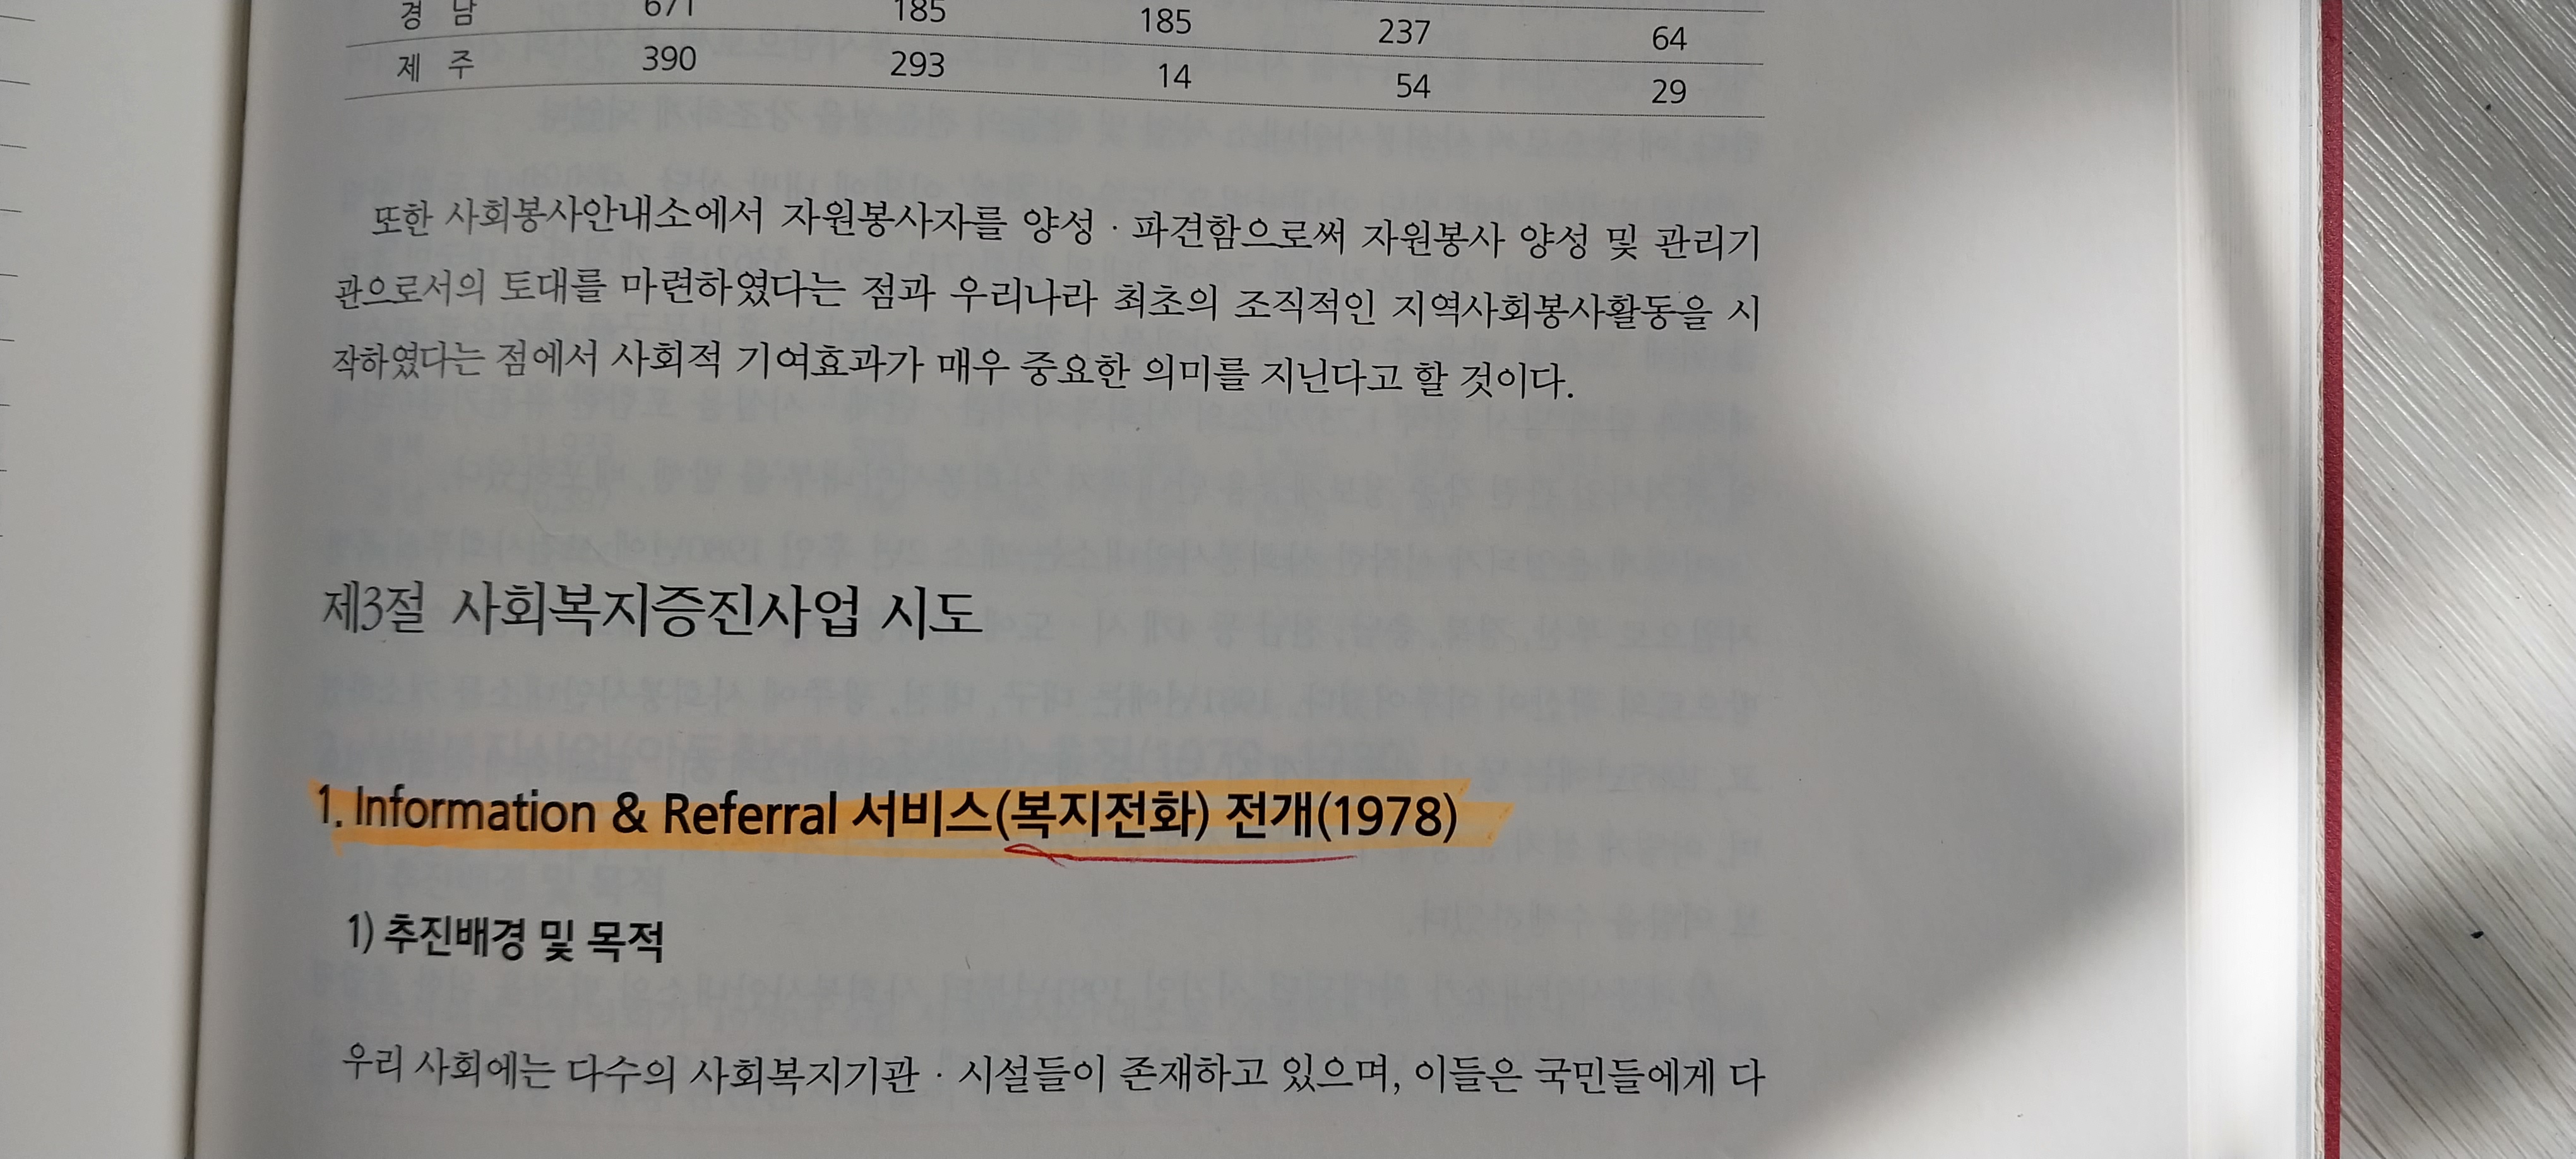 경 남 671 185 185 237 64
제 주 390 293 14 54 29
또한 사회봉사안내소에서 자원봉사자를 양성 · 파견함으로써 자원봉사 양성 및 관리기
관으로서의 토대를 마련하였다는 점과 우리나라 최초의 조직적인 지역사회봉사활동을 시
작하였다는 점에서 사회적 기여효과가 매우 중요한 의미를 지닌다고 할 것이다.
제3절 사회복지증진사업 시도
1. Information & Referral 서비스(복지전화) 전개(1978)
1) 추진배경 및 목적
우리 사회에는 다수의 사회복지기관 · 시설들이 존재하고 있으며, 이들은 국민들에게 다